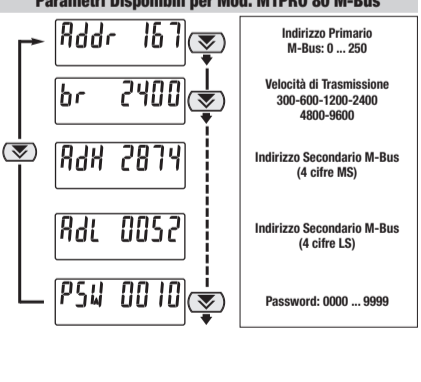 Parametri Disponibili per Mod. MTPRO 80 M-Bus
Addr 167
Indirizzo Primario
M-Bus: 0 ... 250
br 2400
Velocità di Trasmissione
300-600-1200-2400
4800-9600
AdH 2874
Indirizzo Secondario M-Bus
(4 cifre MS)
AdL 0052
Indirizzo Secondario M-Bus
(4 cifre LS)
PSW 0010
Password: 0000 ... 9999